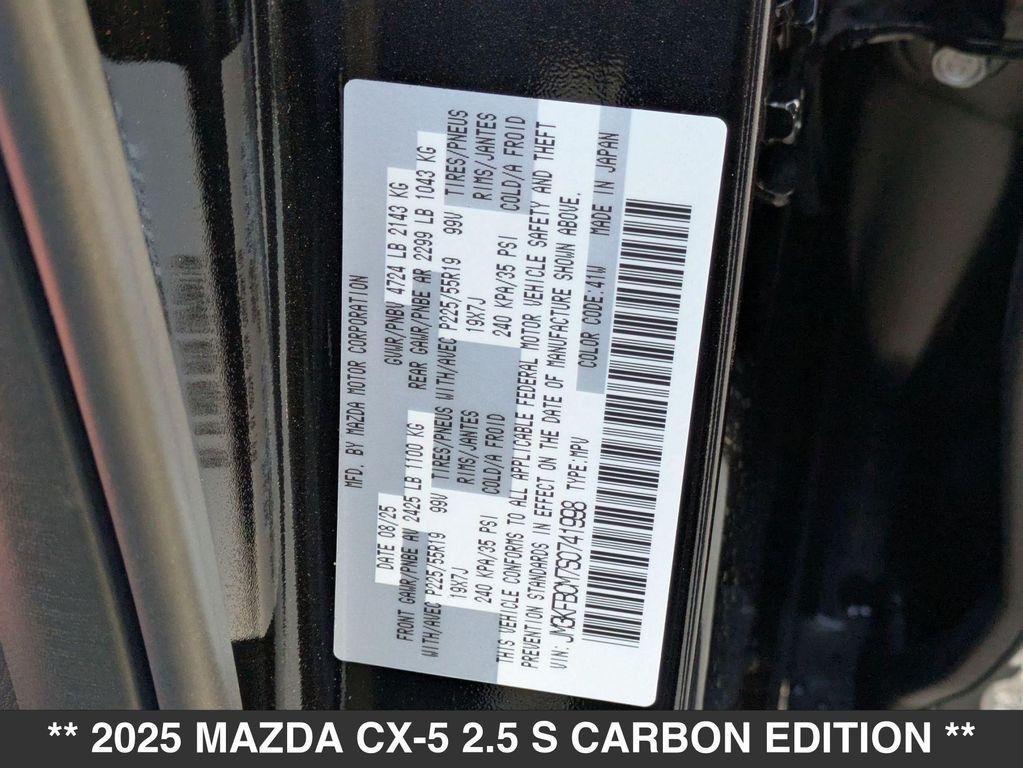 MFD. BY MAZDA MOTOR CORPORATION
DATE 08/25 GVWR/PNBV 4724 LB 2143 KG
FRONT GAWR/PNBE AV 2425 LB 1100 KG REAR GAWR/PNBE AR 2299 LB 1043 KG
WITH/AVEC P225/55R19 99V TIRES/PNEUS WITH/AVEC P225/55R19 99V TIRES/PNEUS
19X7J RIMS/JANTES 19X7J RIMS/JANTES
240 KPA/35 PSI COLD/A FROID 240 KPA/35 PSI COLD/A FROID
THIS VEHICLE CONFORMS TO ALL APPLICABLE FEDERAL MOTOR VEHICLE SAFETY AND THEFT
PREVENTION STANDARDS IN EFFECT ON THE DATE OF MANUFACTURE SHOWN ABOVE.
VIN: JM3KFBCM7S0741998 TYPE:MPV COLOR CODE:41W MADE IN JAPAN
** 2025 MAZDA CX-5 2.5 S CARBON EDITION **